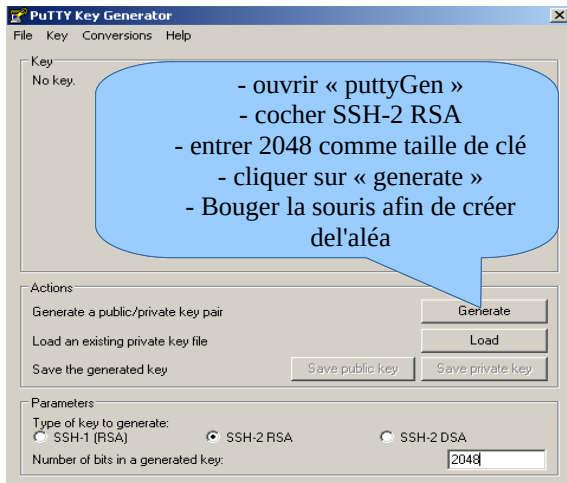 PuTTY Key Generator
File Key Conversions Help
Key
No key.
- ouvrir « puttyGen »
- cocher SSH-2 RSA
- entrer 2048 comme taille de clé
- cliquer sur « generate »
- Bouger la souris afin de créer
del'aléa
Actions
Generate a public/private key pair Generate
Load an existing private key file Load
Save the generated key Save public key Save private key
Parameters
Type of key to generate:
SSH-1 (RSA) SSH-2 RSA SSH-2 DSA
Number of bits in a generated key: 2048